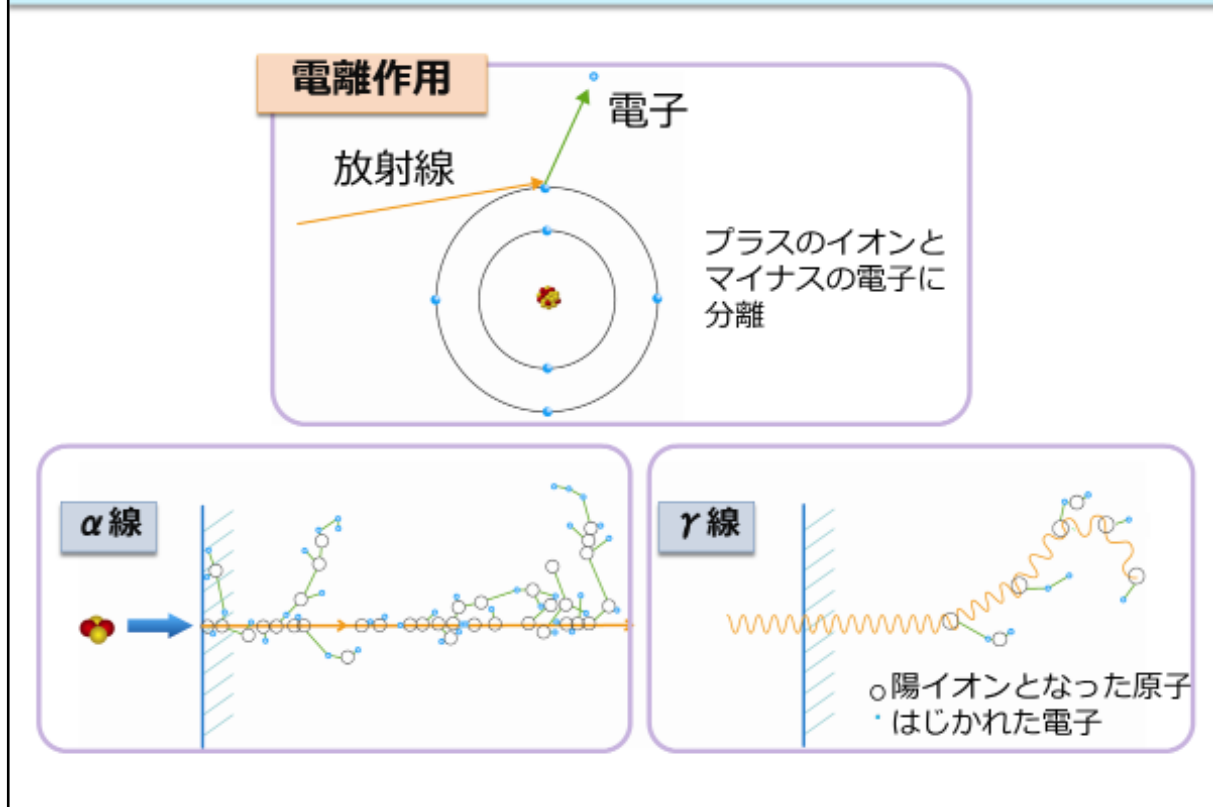 電離作用
電子
放射線
プラスのイオンと
マイナスの電子に
分離
α線
γ線
○陽イオンとなった原子
・はじかれた電子